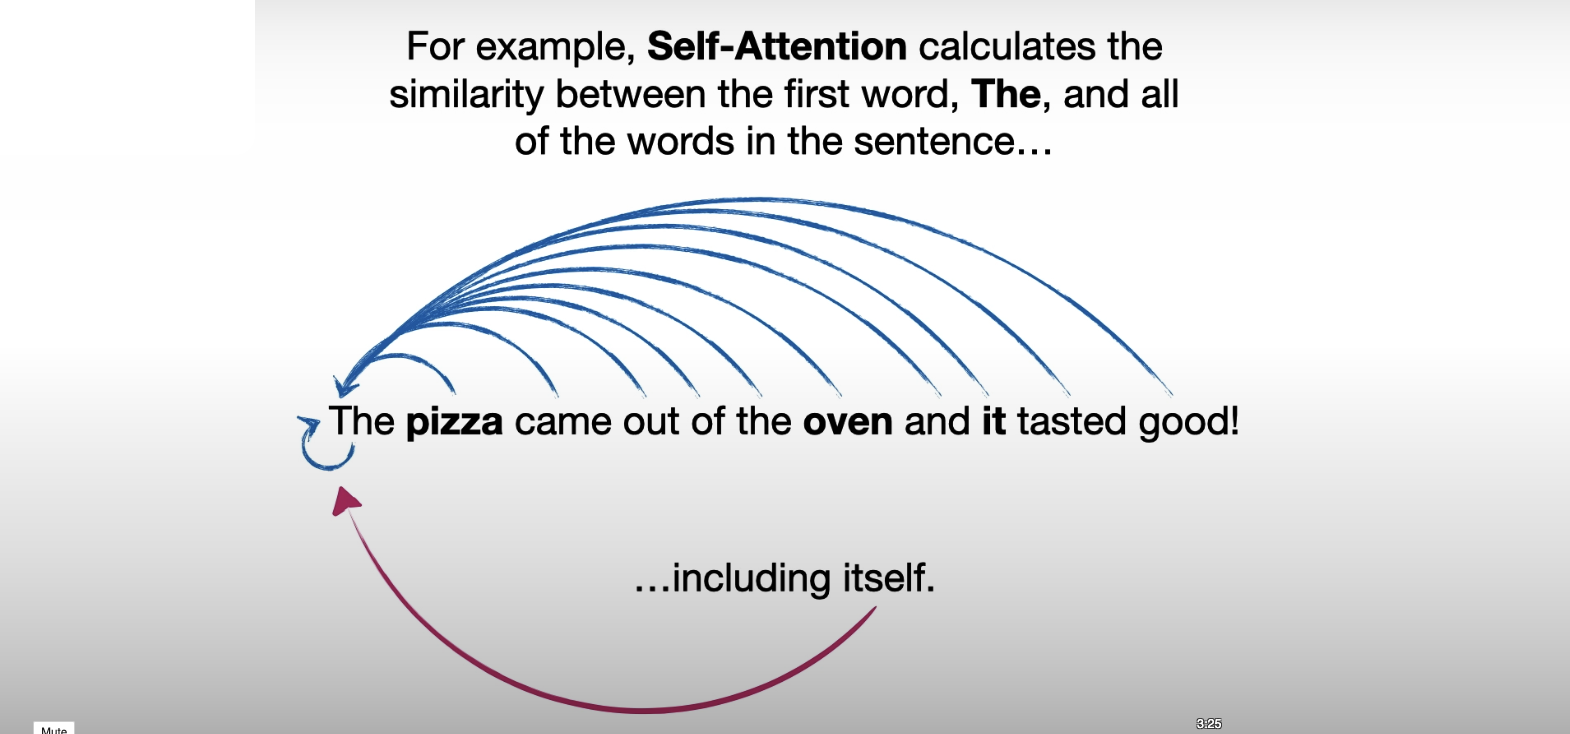 For example, Self-Attention calculates the
similarity between the first word, The, and all
of the words in the sentence…
The pizza came out of the oven and it tasted good!
…including itself.
Mute
3:25